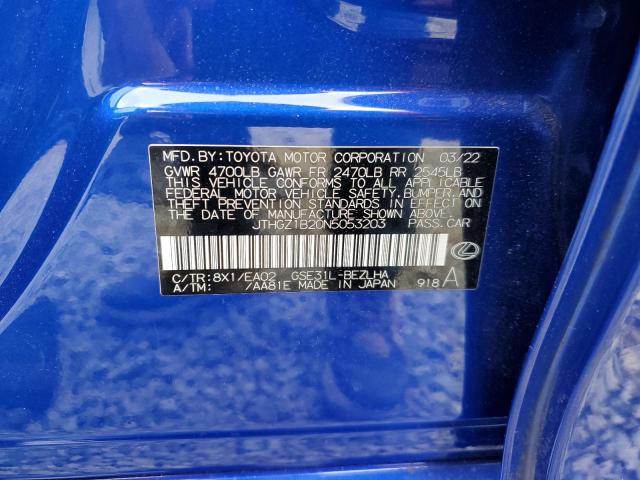 MFD. BY: TOYOTA MOTOR CORPORATION 03/22
GVWR 4700LB GAWR FR 2470LB RR 2545LB
THIS VEHICLE CONFORMS TO ALL APPLICABLE
FEDERAL MOTOR VEHICLE SAFETY, BUMPER, AND
THEFT PREVENTION STANDARDS IN EFFECT ON
THE DATE OF MANUFACTURE SHOWN ABOVE.
JTHGZ1B20N5053203 PASS. CAR
C/TR: 8X1/EA02 GSE31L-BEZLHA
A/TM: /AA81E MADE IN JAPAN 918 A